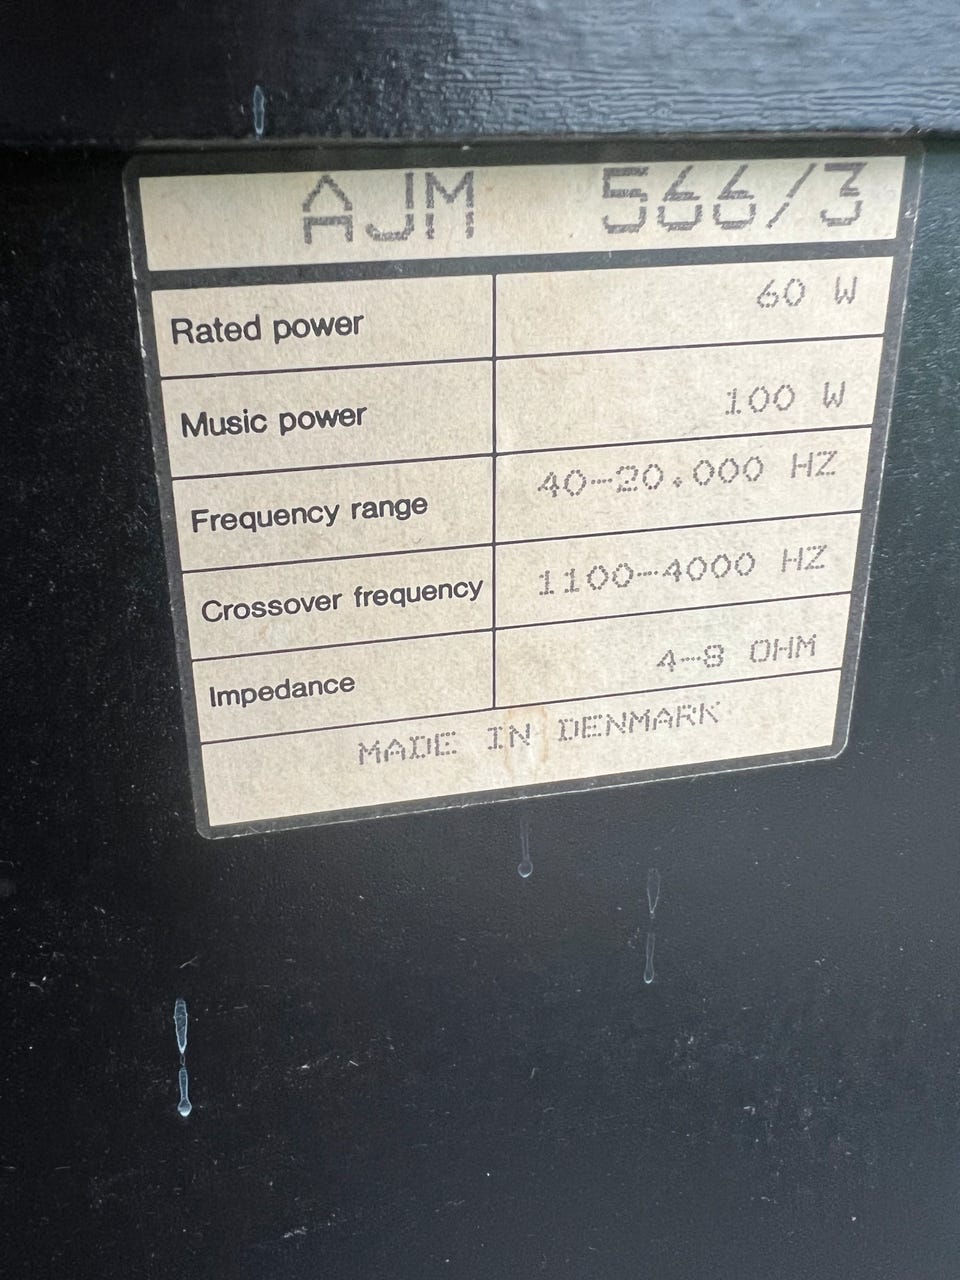 AJM 566/3
Rated power 60 W
Music power 100 W
Frequency range 40-20.000 HZ
Crossover frequency 1100-4000 HZ
Impedance 4-8 OHM
MADE IN DENMARK